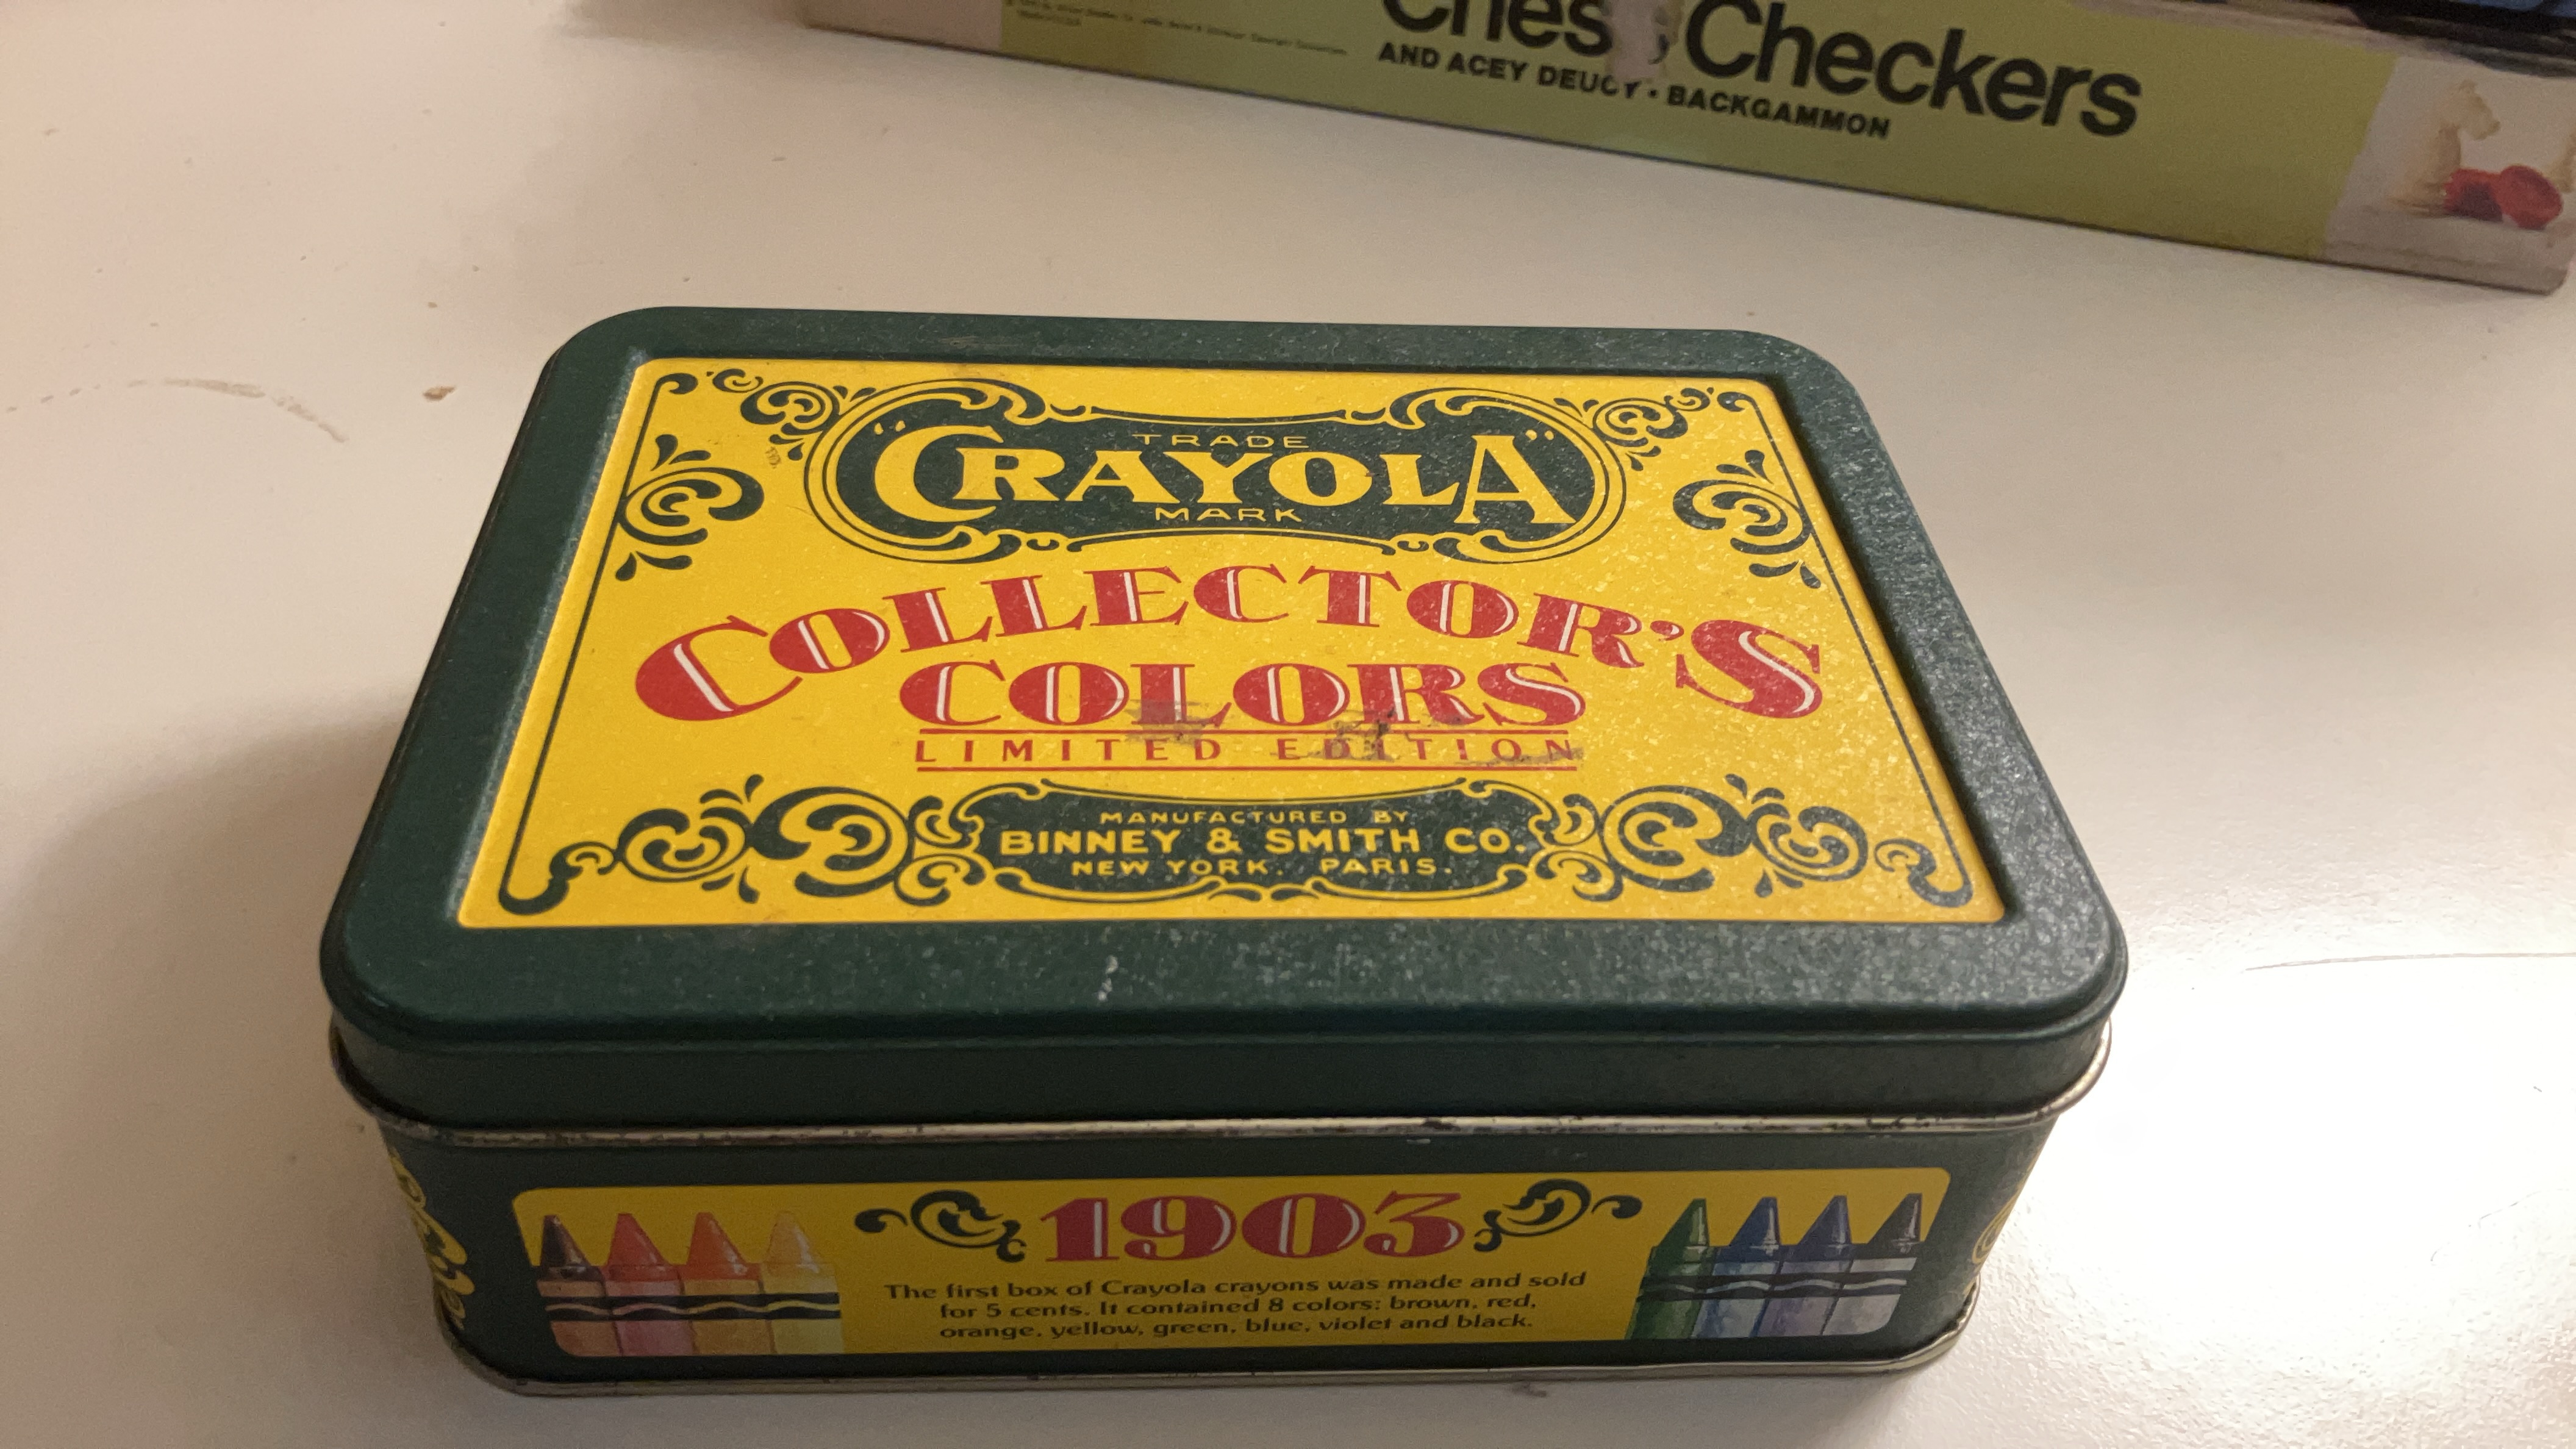 Chess Checkers
AND ACEY DEUCY • BACKGAMMON
TRADE
"CRAYOLA"
MARK
COLLECTOR'S
COLORS
LIMITED EDITION
MANUFACTURED BY
BINNEY & SMITH CO.
NEW YORK. PARIS.
1903
The first box of Crayola crayons was made and sold
for 5 cents. It contained 8 colors: brown, red,
orange, yellow, green, blue, violet and black.